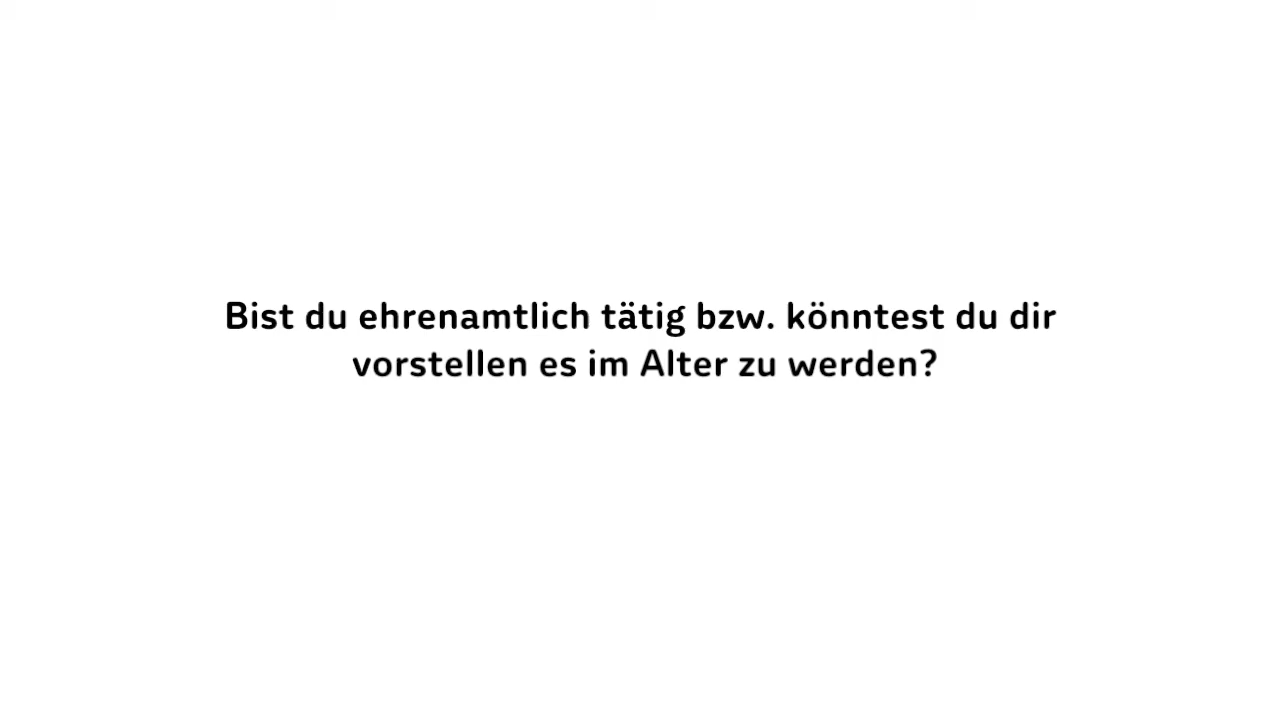 Bist du ehrenamtlich tätig bzw. könntest du dir
vorstellen es im Alter zu werden?